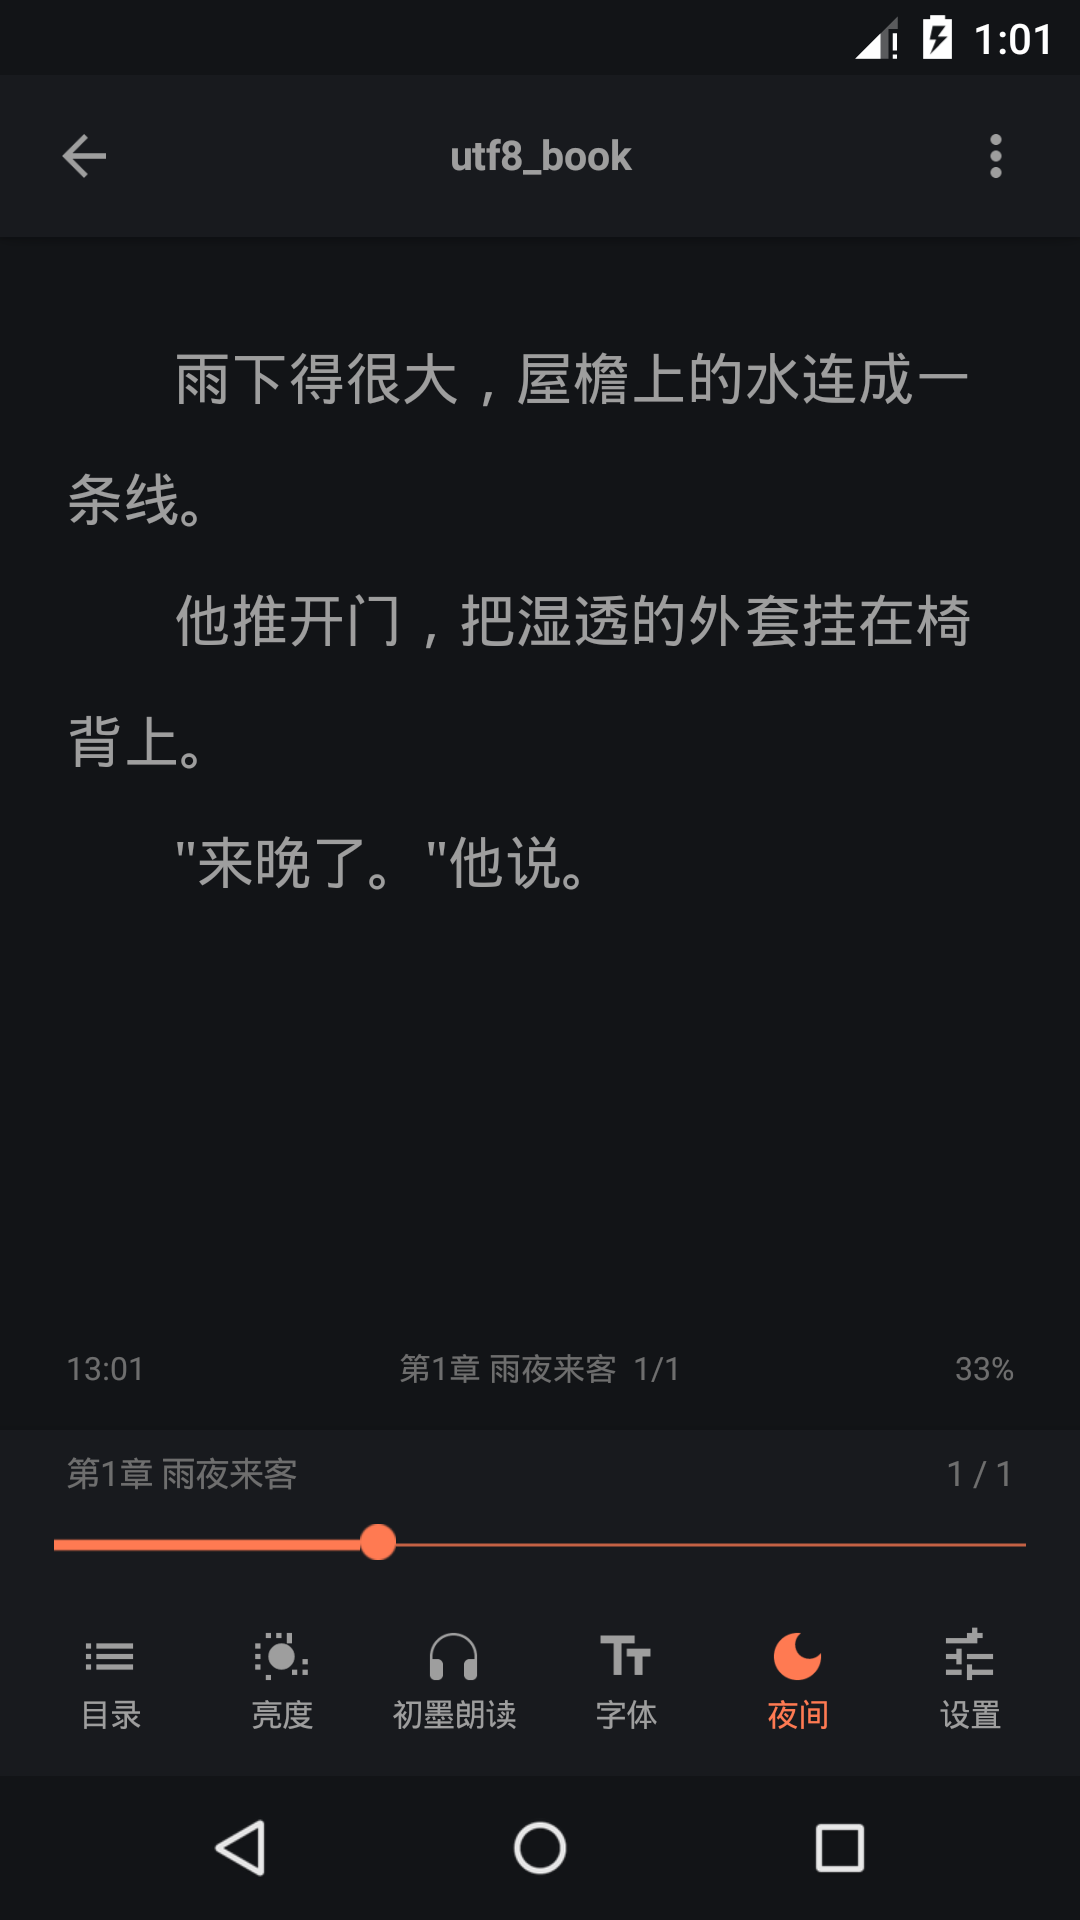 1:01
utf8_book
雨下得很大，屋檐上的水连成一
条线。
他推开门，把湿透的外套挂在椅
背上。
"来晚了。"他说。
13:01 第1章 雨夜来客 1/1 33%
第1章 雨夜来客 1 / 1
目录 亮度 初墨朗读 字体 夜间 设置